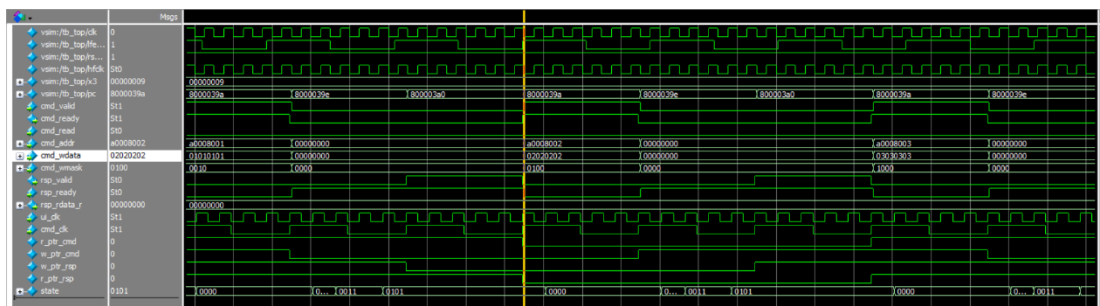 Msgs
vsim:/tb_top/clk 0
vsim:/tb_top/lfe... 1
vsim:/tb_top/rs... 1
vsim:/tb_top/hfclk St0
vsim:/tb_top/x3 00000009 00000009
vsim:/tb_top/pc 8000039a 8000039a 8000039e 800003a0 8000039a 8000039e 800003a0 8000039a 8000039e
cmd_valid St1
cmd_ready St1
cmd_read St0
cmd_addr a0008002 a0008001 00000000 a0008002 00000000 a0008003 00000000
cmd_wdata 02020202 01010101 00000000 02020202 00000000 03030303 00000000
cmd_wmask 0100 0010 0000 0100 0000 1000 0000
rsp_valid St0
rsp_ready St0
rsp_rdata_r 00000000 00000000
ui_clk St1
cmd_clk St1
r_ptr_cmd 0
w_ptr_cmd 0
w_ptr_rsp 0
r_ptr_rsp 0
state 0101 0000 0... 0011 0101 0000 0... 0011 0101 0000 0... 0011